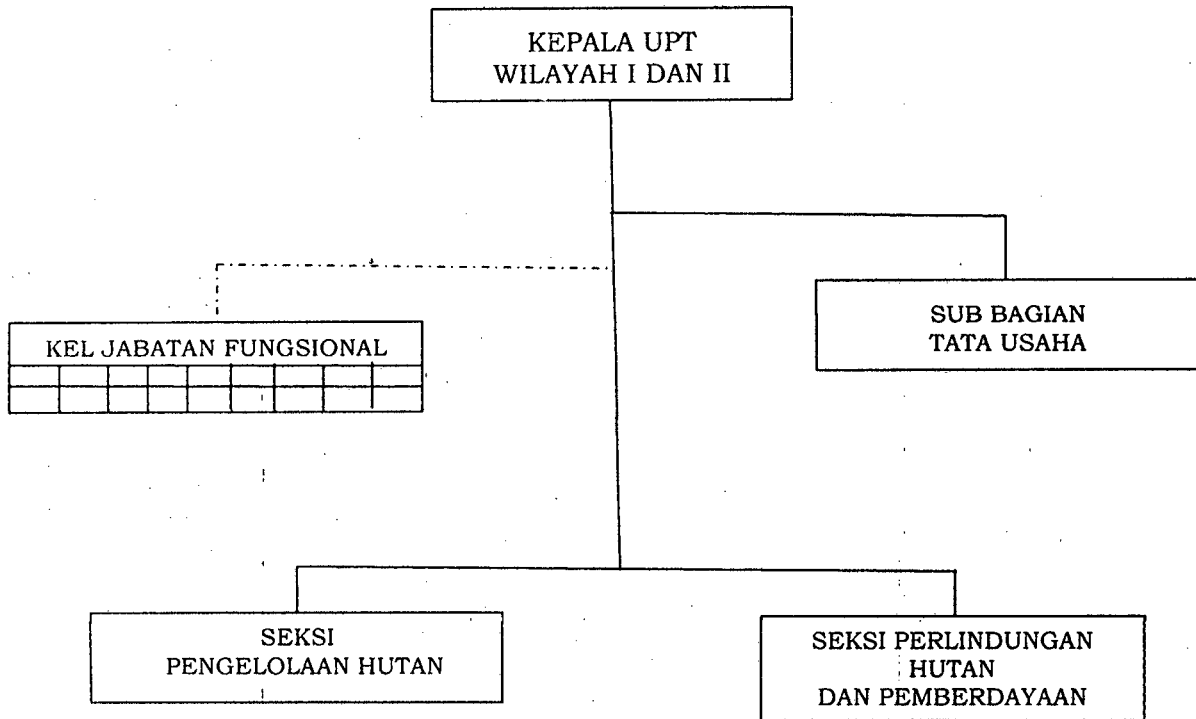 KEPALA UPT
WILAYAH I DAN II
SUB BAGIAN
TATA USAHA
KEL JABATAN FUNGSIONAL
SEKSI
PENGELOLAAN HUTAN
SEKSI PERLINDUNGAN
HUTAN
DAN PEMBERDAYAAN